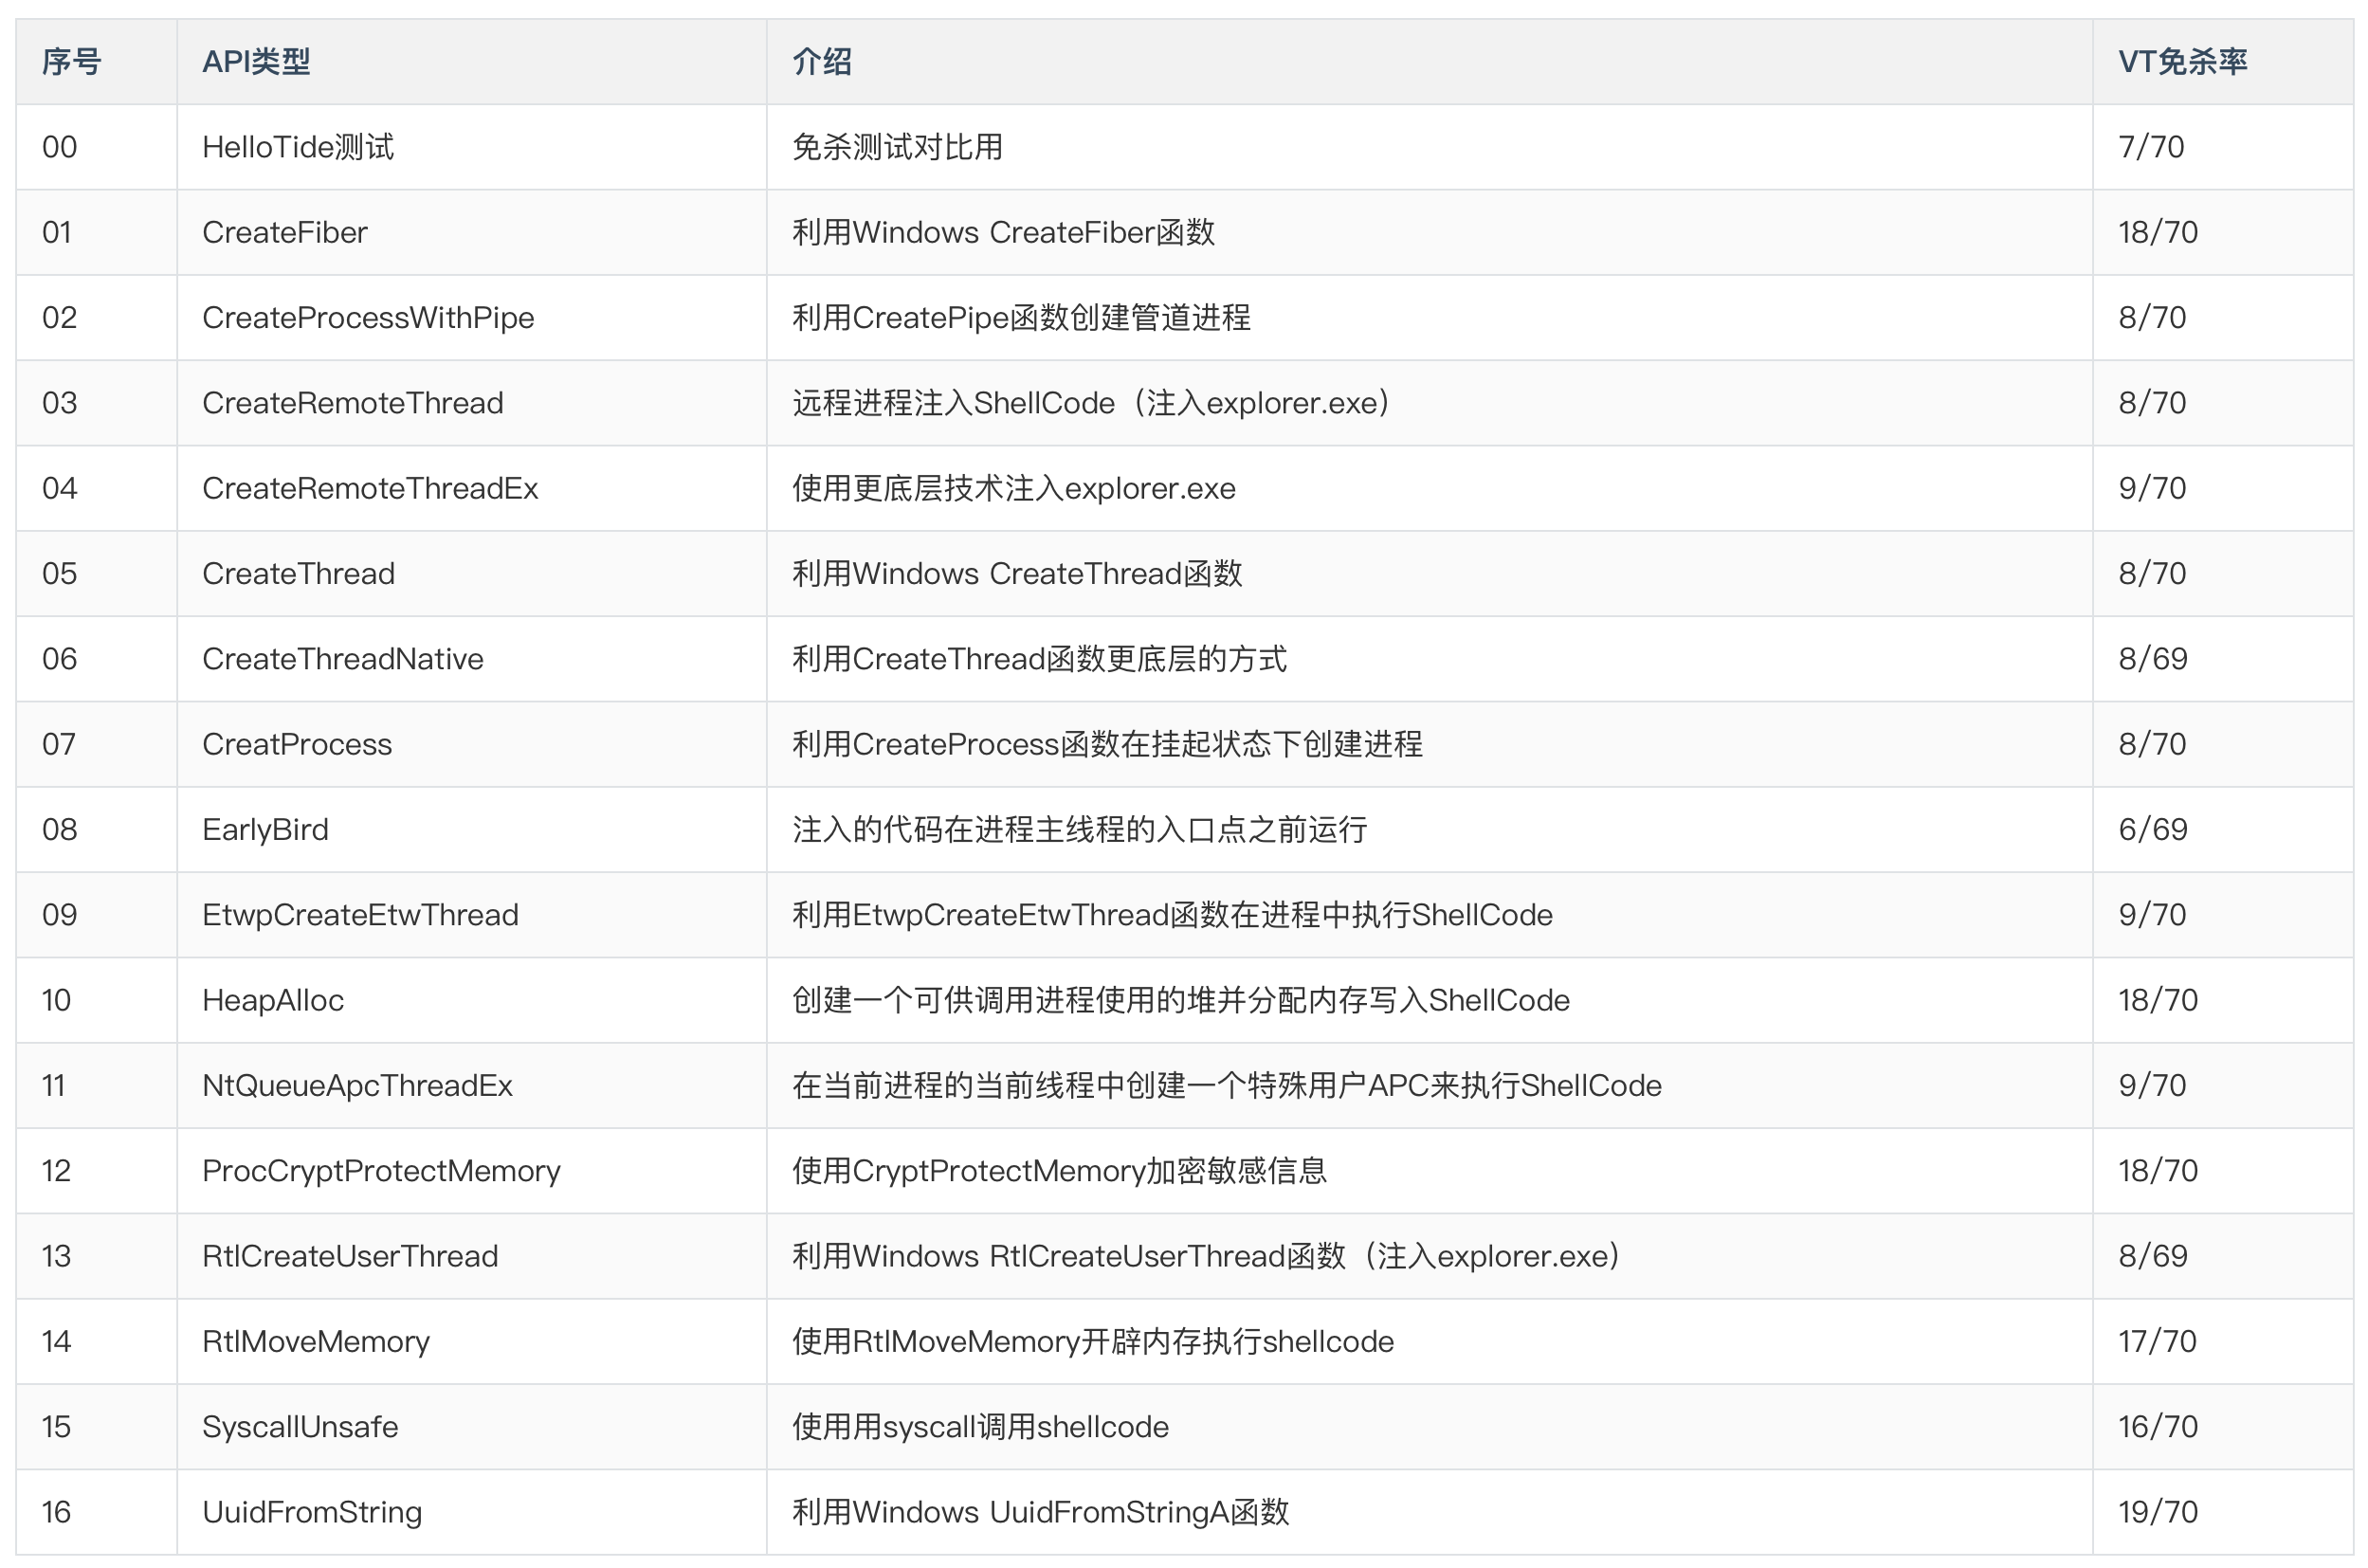 序号 API类型 介绍 VT免杀率
00 HelloTide测试 免杀测试对比用 7/70
01 CreateFiber 利用Windows CreateFiber函数 18/70
02 CreateProcessWithPipe 利用CreatePipe函数创建管道进程 8/70
03 CreateRemoteThread 远程进程注入ShellCode（注入explorer.exe） 8/70
04 CreateRemoteThreadEx 使用更底层技术注入explorer.exe 9/70
05 CreateThread 利用Windows CreateThread函数 8/70
06 CreateThreadNative 利用CreateThread函数更底层的方式 8/69
07 CreatProcess 利用CreateProcess函数在挂起状态下创建进程 8/70
08 EarlyBird 注入的代码在进程主线程的入口点之前运行 6/69
09 EtwpCreateEtwThread 利用EtwpCreateEtwThread函数在进程中执行ShellCode 9/70
10 HeapAlloc 创建一个可供调用进程使用的堆并分配内存写入ShellCode 18/70
11 NtQueueApcThreadEx 在当前进程的当前线程中创建一个特殊用户APC来执行ShellCode 9/70
12 ProcCryptProtectMemory 使用CryptProtectMemory加密敏感信息 18/70
13 RtlCreateUserThread 利用Windows RtlCreateUserThread函数（注入explorer.exe） 8/69
14 RtlMoveMemory 使用RtlMoveMemory开辟内存执行shellcode 17/70
15 SyscallUnsafe 使用用syscall调用shellcode 16/70
16 UuidFromString 利用Windows UuidFromStringA函数 19/70